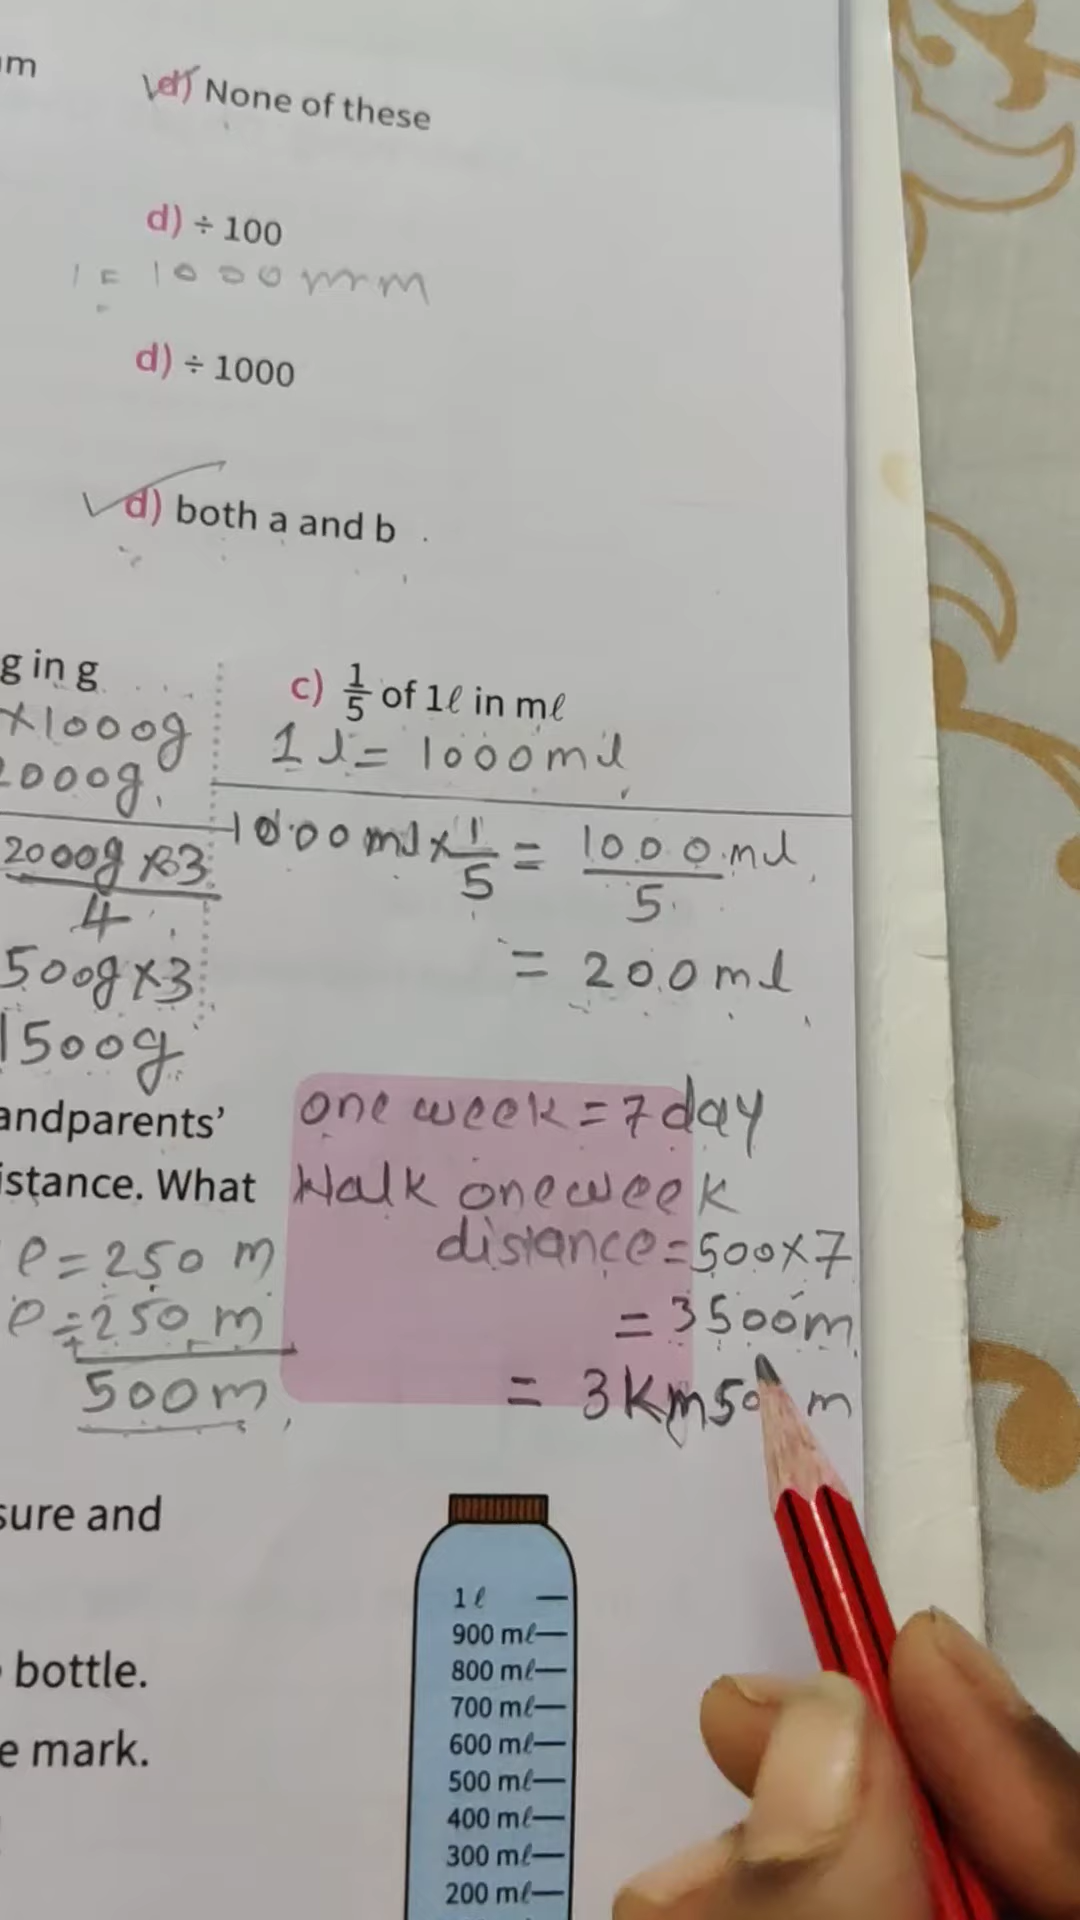 m
d) None of these
d) ÷ 100
1 = 1000 mm
d) ÷ 1000
d) both a and b
g in g
×1000g
2000g
2000g × 3
4
500g×3
1500g
c) 1/5 of 1ℓ in mℓ
1 l = 1000 ml
1000 ml × 1/5 = 1000 ml
5
= 200 ml
andparents'
istance. What
e = 250 m
e = 250 m
500 m
one week = 7 day
Walk one week
distance = 500×7
= 3500m
= 3 Km 50 m
sure and
bottle.
e mark.
1 ℓ
900 mℓ
800 mℓ
700 mℓ
600 mℓ
500 mℓ
400 mℓ
300 mℓ
200 mℓ